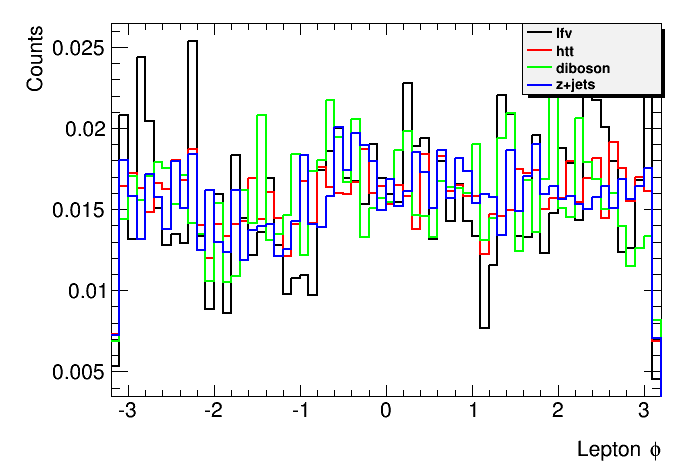 Counts
0.025
0.02
0.015
0.01
0.005
lfv
htt
diboson
z+jets
-3 -2 -1 0 1 2 3
Lepton ϕ